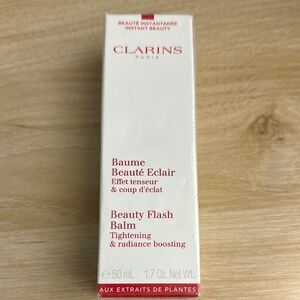 BEAUTÉ INSTANTANÉE
INSTANT BEAUTY
CLARINS
PARIS
Baume
Beauté Eclair
Effet tenseur
& coup d'éclat
Beauty Flash
Balm
Tightening
& radiance boosting
℮ 50 mL 1.7 Oz. Net Wt.
AUX EXTRAITS DE PLANTES